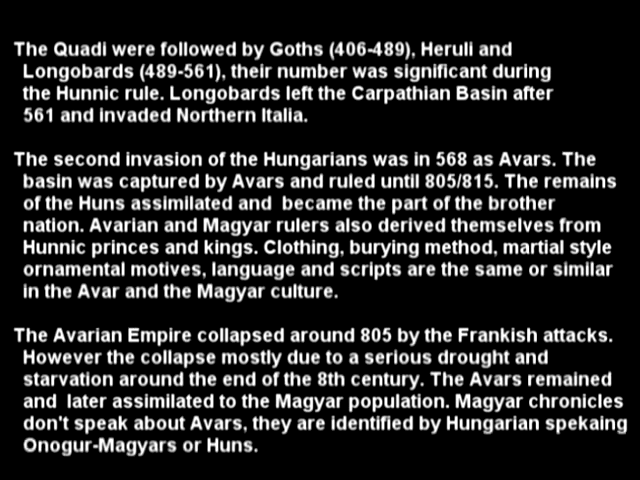 The Quadi were followed by Goths (406-489), Heruli and
Longobards (489-561), their number was significant during
the Hunnic rule. Longobards left the Carpathian Basin after
561 and invaded Northern Italia.
The second invasion of the Hungarians was in 568 as Avars. The
basin was captured by Avars and ruled until 805/815. The remains
of the Huns assimilated and became the part of the brother
nation. Avarian and Magyar rulers also derived themselves from
Hunnic princes and kings. Clothing, burying method, martial style
ornamental motives, language and scripts are the same or similar
in the Avar and the Magyar culture.
The Avarian Empire collapsed around 805 by the Frankish attacks.
However the collapse mostly due to a serious drought and
starvation around the end of the 8th century. The Avars remained
and later assimilated to the Magyar population. Magyar chronicles
don't speak about Avars, they are identified by Hungarian spekaing
Onogur-Magyars or Huns.